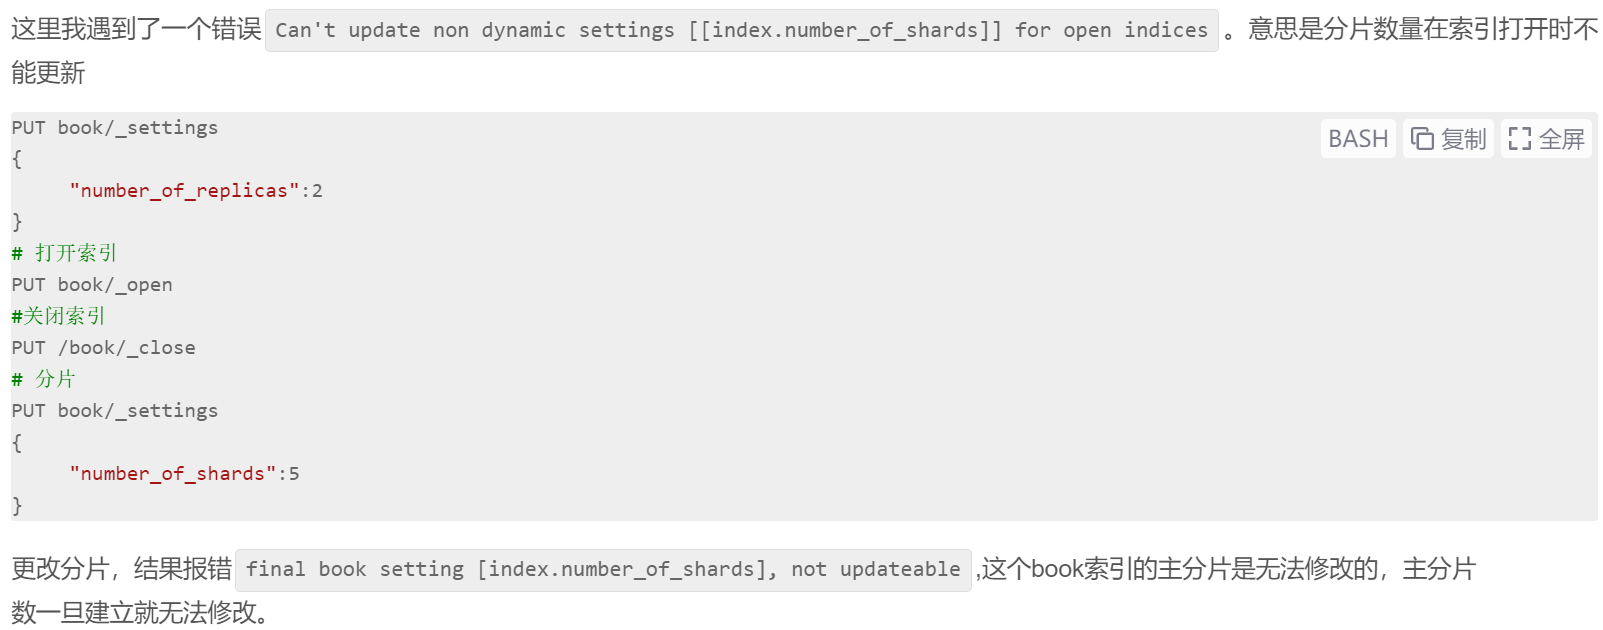 这里我遇到了一个错误 Can't update non dynamic settings [[index.number_of_shards]] for open indices 。意思是分片数量在索引打开时不
能更新
PUT book/_settings
BASH 复制 全屏
{
     "number_of_replicas":2
}
# 打开索引
PUT book/_open
#关闭索引
PUT /book/_close
# 分片
PUT book/_settings
{
     "number_of_shards":5
}
更改分片，结果报错 final book setting [index.number_of_shards], not updateable ,这个book索引的主分片是无法修改的，主分片
数一旦建立就无法修改。